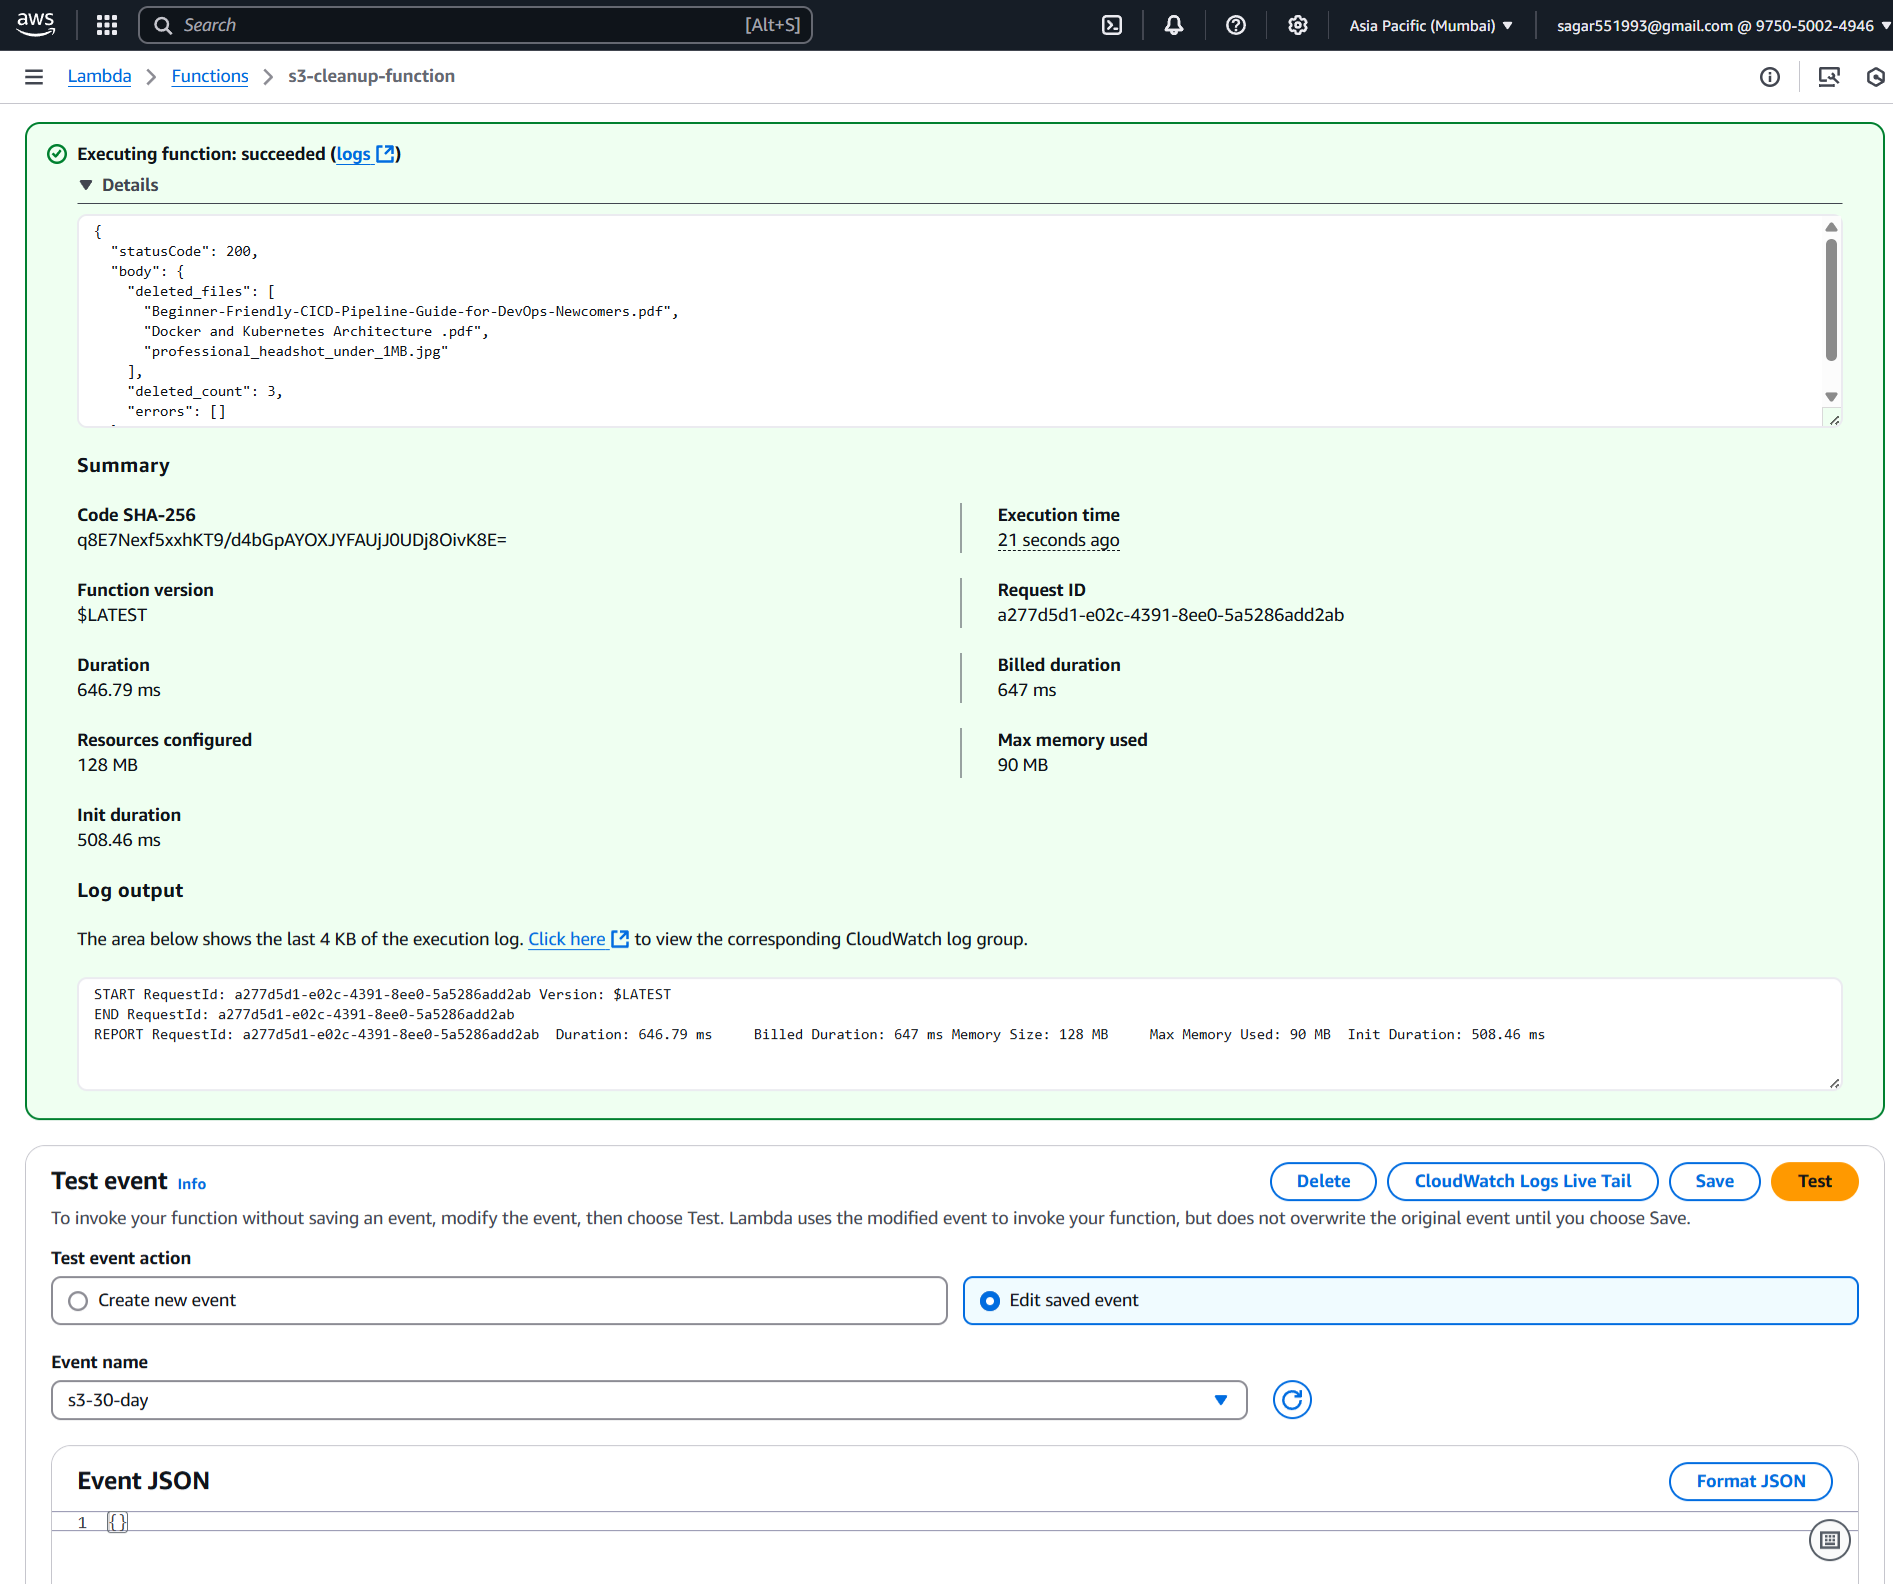 aws
Search [Alt+S]
Asia Pacific (Mumbai)
sagar551993@gmail.com @ 9750-5002-4946
Lambda > Functions > s3-cleanup-function
Executing function: succeeded (logs)
Details
{
"statusCode": 200,
"body": {
"deleted_files": [
"Beginner-Friendly-CICD-Pipeline-Guide-for-DevOps-Newcomers.pdf",
"Docker and Kubernetes Architecture .pdf",
"professional_headshot_under_1MB.jpg"
],
"deleted_count": 3,
"errors": []
Summary
Code SHA-256
q8E7Nexf5xxhKT9/d4bGpAYOXJYFAUjJ0UDj8OivK8E=
Execution time
21 seconds ago
Function version
$LATEST
Request ID
a277d5d1-e02c-4391-8ee0-5a5286add2ab
Duration
646.79 ms
Billed duration
647 ms
Resources configured
128 MB
Max memory used
90 MB
Init duration
508.46 ms
Log output
The area below shows the last 4 KB of the execution log. Click here to view the corresponding CloudWatch log group.
START RequestId: a277d5d1-e02c-4391-8ee0-5a5286add2ab Version: $LATEST
END RequestId: a277d5d1-e02c-4391-8ee0-5a5286add2ab
REPORT RequestId: a277d5d1-e02c-4391-8ee0-5a5286add2ab Duration: 646.79 ms Billed Duration: 647 ms Memory Size: 128 MB Max Memory Used: 90 MB Init Duration: 508.46 ms
Test event Info
Delete
CloudWatch Logs Live Tail
Save
Test
To invoke your function without saving an event, modify the event, then choose Test. Lambda uses the modified event to invoke your function, but does not overwrite the original event until you choose Save.
Test event action
Create new event
Edit saved event
Event name
s3-30-day
Event JSON
Format JSON
1 {}